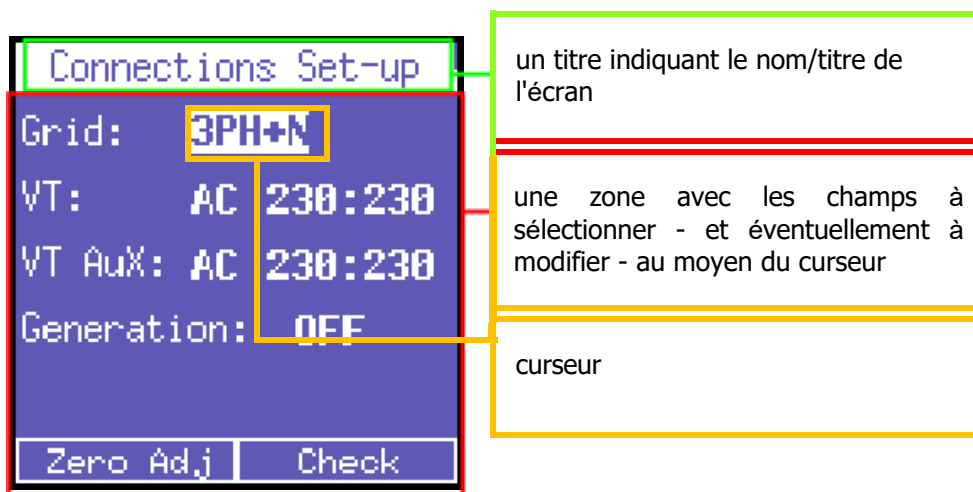 Connections Set-up
Grid: 3PH+N
VT: AC 230:230
VT AuX: AC 230:230
Generation: OFF
Zero Adj Check
un titre indiquant le nom/titre de
l'écran
une zone avec les champs à
sélectionner - et éventuellement à
modifier - au moyen du curseur
curseur